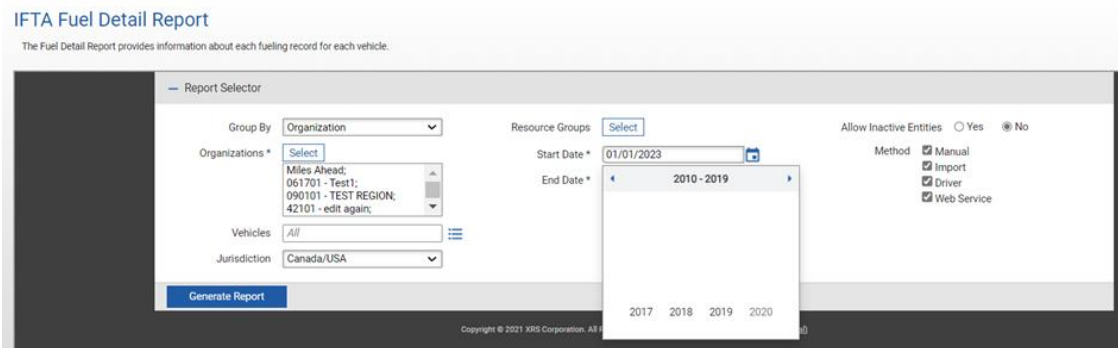 IFTA Fuel Detail Report
The Fuel Detail Report provides information about each fueling record for each vehicle.
Report Selector
Group By Organization
Organizations * Select
Miles Ahead;
061701 - Test1;
090101 - TEST REGION;
42101 - edit again;
Vehicles All
Jurisdiction Canada/USA
Resource Groups Select
Start Date * 01/01/2023
End Date *
2010 - 2019
2017 2018 2019 2020
Allow Inactive Entities Yes No
Method Manual
Import
Driver
Web Service
Generate Report
Copyright © 2021 XRS Corporation. All